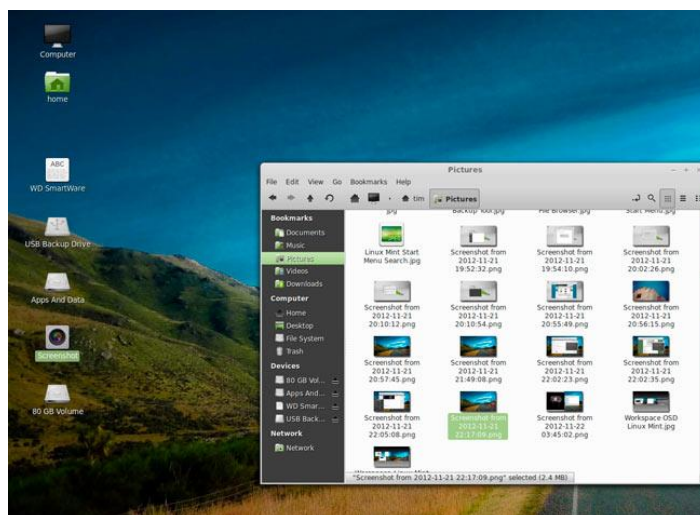 Computer
home
ABC
WD SmartWare
USB Backup Drive
Apps And Data
Screenshot
80 GB Volume
Pictures
File Edit View Go Bookmarks Help
tim Pictures
Bookmarks
Documents
Music
Pictures
Videos
Downloads
Computer
Home
Desktop
File System
Trash
Devices
80 GB Vol...
Apps And...
WD Smar...
USB Back...
Network
Network
jpg
Start Menu.jpg
Linux Mint Start
Menu Search.jpg
Screenshot from
2012-11-21
19:52:32.png
Screenshot from
2012-11-21
19:54:10.png
Screenshot from
2012-11-21
20:02:26.png
Screenshot from
2012-11-21
20:10:12.png
Screenshot from
2012-11-21
20:10:54.png
Screenshot from
2012-11-21
20:55:49.png
Screenshot from
2012-11-21
20:56:15.png
Screenshot from
2012-11-21
20:57:45.png
Screenshot from
2012-11-21
21:49:08.png
Screenshot from
2012-11-21
22:02:23.png
Screenshot from
2012-11-21
22:02:35.png
Screenshot from
2012-11-21
22:05:08.png
Screenshot from
2012-11-21
22:17:09.png
Screenshot from
2012-11-22
03:45:02.png
Workspace OSD
Linux Mint.jpg
"Screenshot from 2012-11-21 22:17:09.png" selected (2.4 MB)